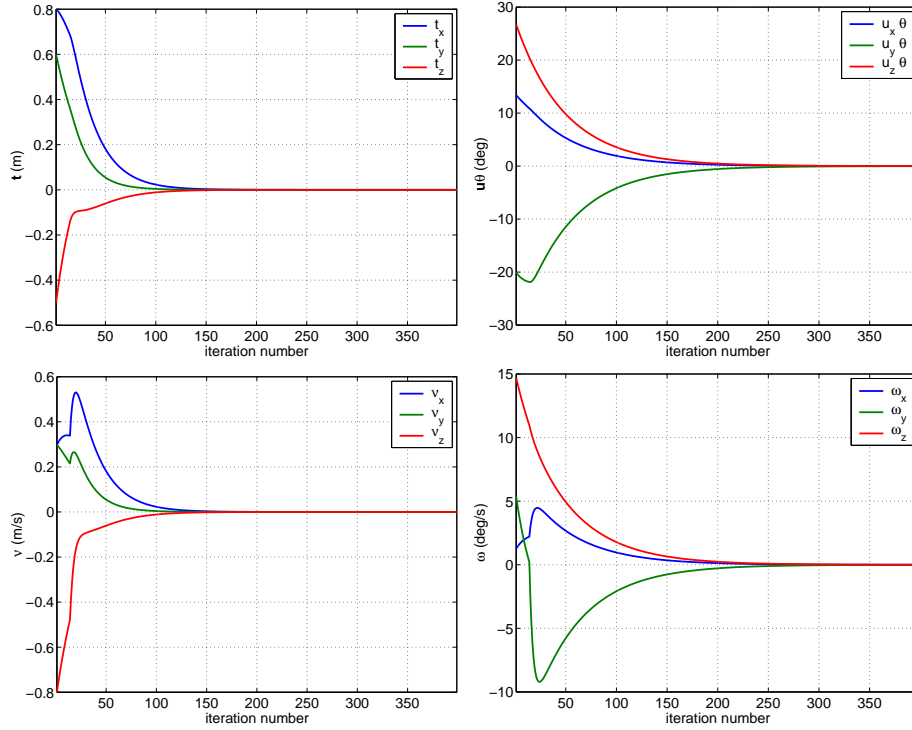 0.8
0.6
0.4
0.2
0
−0.2
−0.4
−0.6
t (m)
50 100 150 200 250 300 350
iteration number
t_x
t_y
t_z
30
20
10
0
−10
−20
−30
uθ (deg)
50 100 150 200 250 300 350
iteration number
u_x θ
u_y θ
u_z θ
0.6
0.4
0.2
0
−0.2
−0.4
−0.6
−0.8
ν (m/s)
50 100 150 200 250 300 350
iteration number
ν_x
ν_y
ν_z
15
10
5
0
−5
−10
ω (deg/s)
50 100 150 200 250 300 350
iteration number
ω_x
ω_y
ω_z